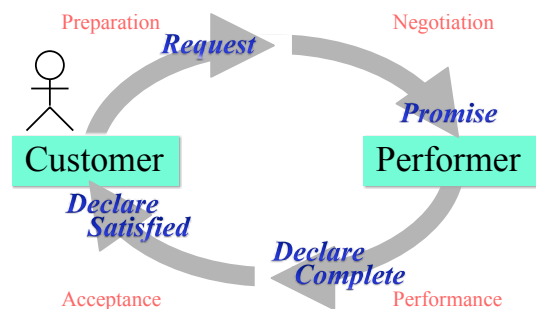 Preparation
Negotiation
Request
Promise
Customer
Performer
Declare
Satisfied
Declare
Complete
Acceptance
Performance